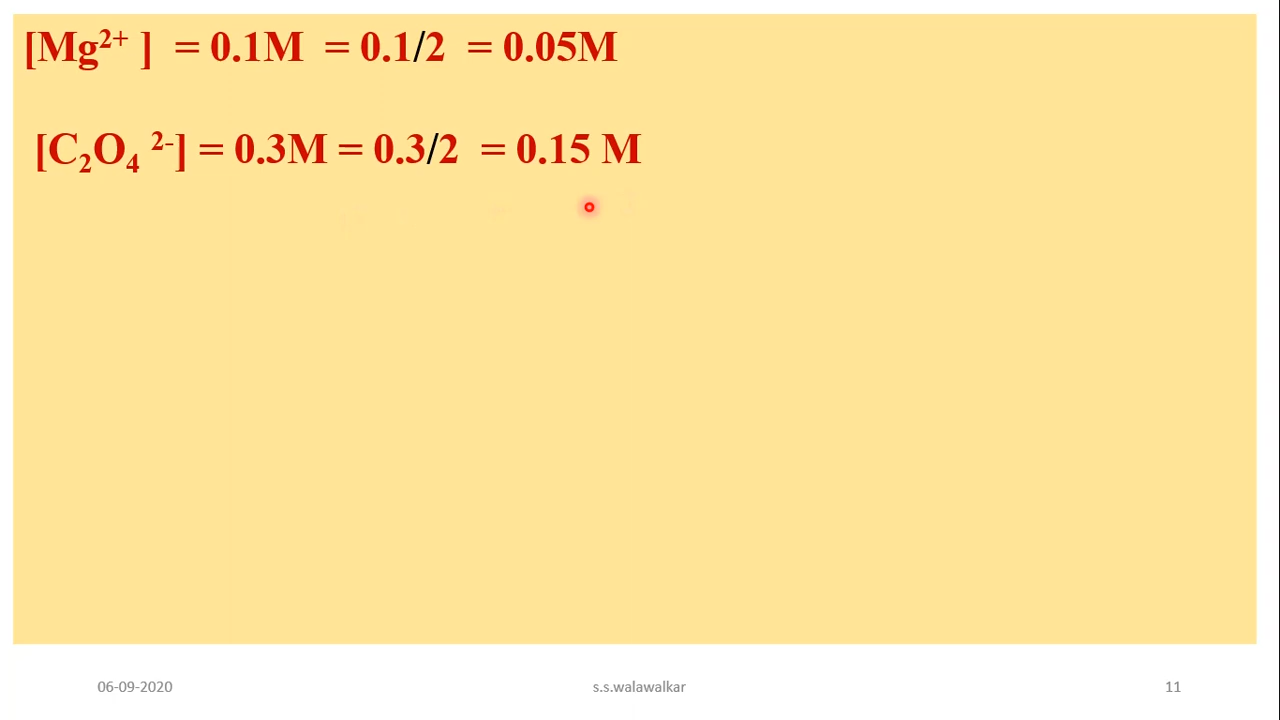 [Mg²⁺ ] = 0.1M = 0.1/2 = 0.05M
[C₂O₄ ²⁻] = 0.3M = 0.3/2 = 0.15 M
06-09-2020 s.s.walawalkar 11